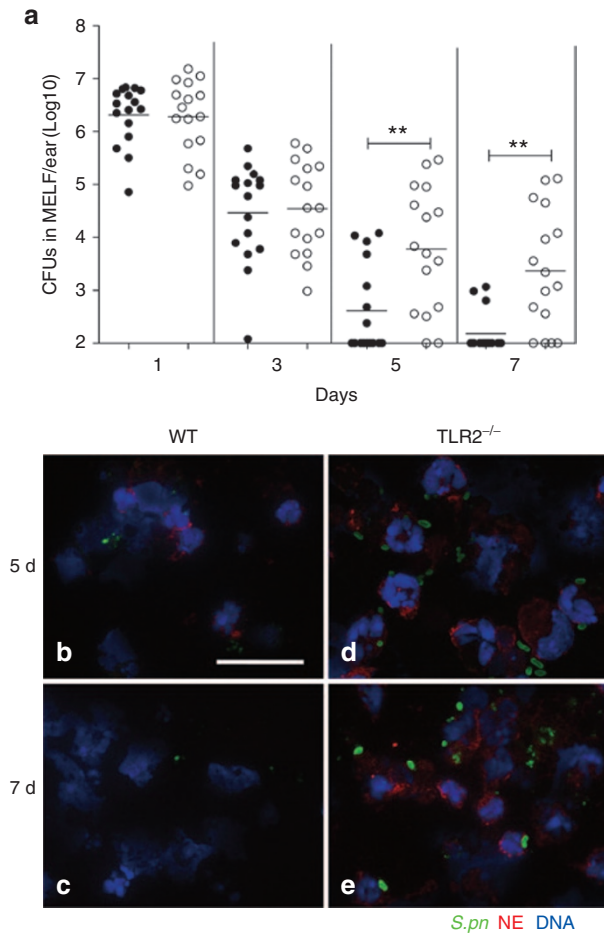 a
CFUs in MELF/ear (Log10)
8
7
6
5
4
3
2
** **
1 3 5 7
Days
WT TLR2⁻/⁻
5 d
b d
7 d
c e
S.pn NE DNA